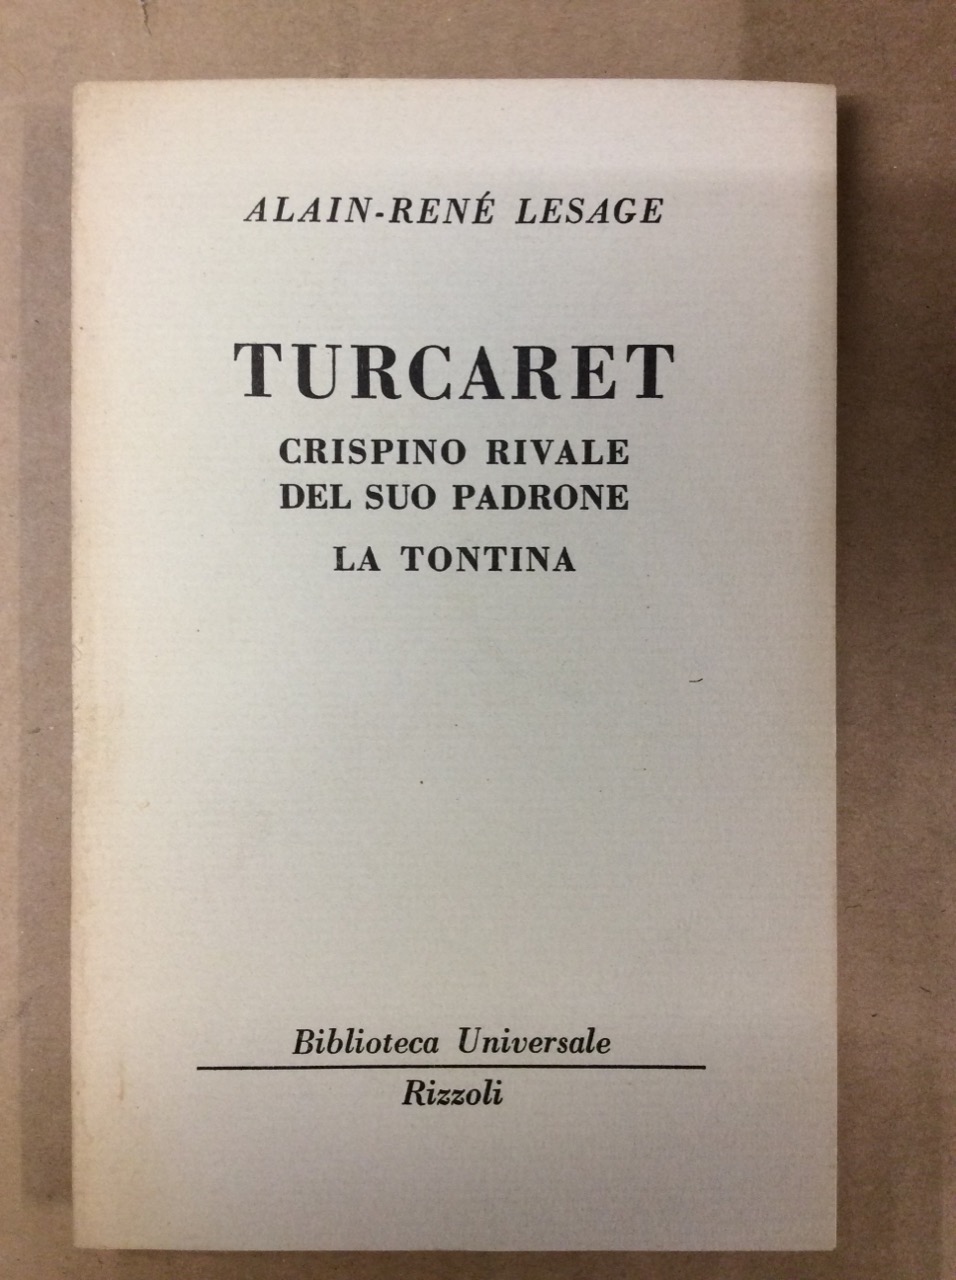 ALAIN-RENÉ LESAGE
TURCARET
CRISPINO RIVALE
DEL SUO PADRONE
LA TONTINA
Biblioteca Universale
Rizzoli